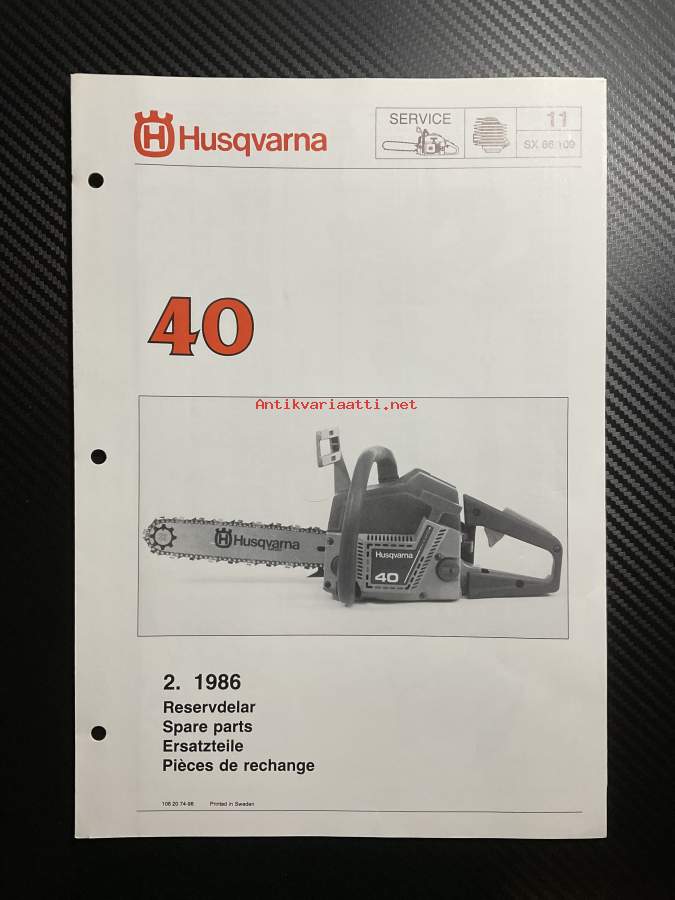 Husqvarna
SERVICE
11
SX 86 109
40
Antikvariaatti.net
Husqvarna
Husqvarna
40
2. 1986
Reservdelar
Spare parts
Ersatzteile
Pièces de rechange
Printed in Sweden